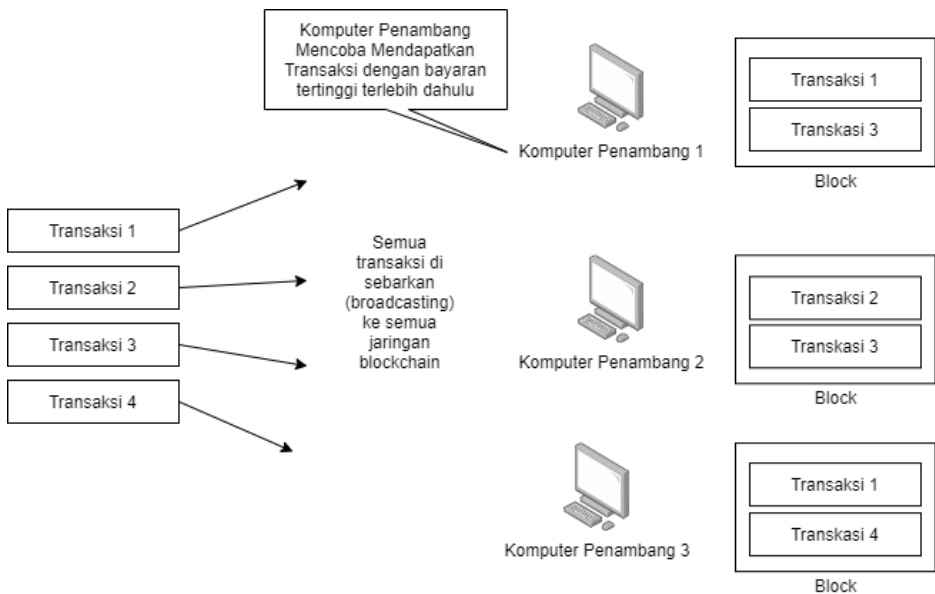 Komputer Penambang
Mencoba Mendapatkan
Transaksi dengan bayaran
tertinggi terlebih dahulu
Komputer Penambang 1
Transaksi 1
Transkasi 3
Block
Transaksi 1
Transaksi 2
Transaksi 3
Transaksi 4
Semua
transaksi di
sebarkan
(broadcasting)
ke semua
jaringan
blockchain
Komputer Penambang 2
Transaksi 2
Transkasi 3
Block
Komputer Penambang 3
Transaksi 1
Transkasi 4
Block